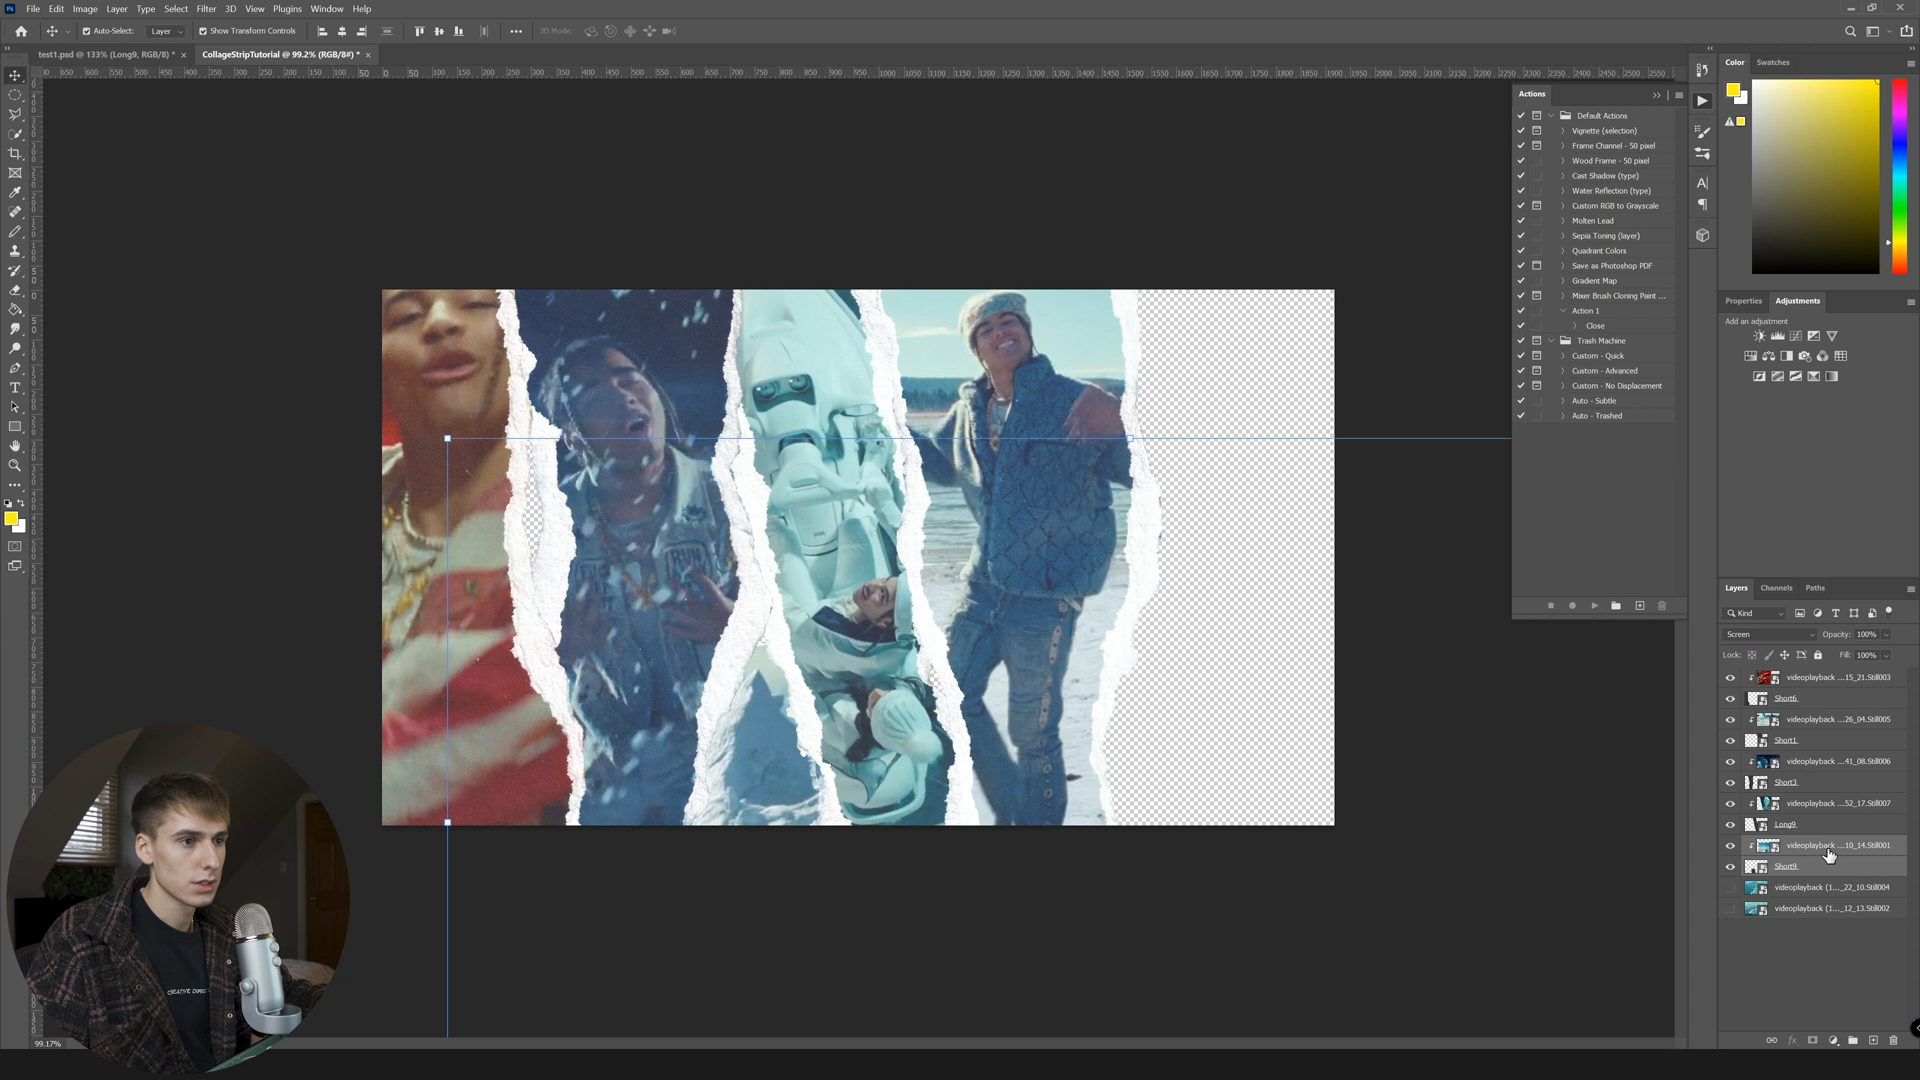 Ps File Edit Image Layer Type Select Filter 3D View Plugins Window Help
Auto-Select: Layer Show Transform Controls 3D Mode:
test1.psd @ 133% (Long9, RGB/8) * × CollageStripTutorial @ 99.2% (RGB/8#) * ×
Color Swatches
Actions
Default Actions
Vignette (selection)
Frame Channel - 50 pixel
Wood Frame - 50 pixel
Cast Shadow (type)
Water Reflection (type)
Custom RGB to Grayscale
Molten Lead
Sepia Toning (layer)
Quadrant Colors
Save as Photoshop PDF
Gradient Map
Mixer Brush Cloning Paint ...
Action 1
Close
Trash Machine
Custom - Quick
Custom - Advanced
Custom - No Displacement
Auto - Subtle
Auto - Trashed
Properties Adjustments
Add an adjustment
Layers Channels Paths
Kind
Screen Opacity: 100%
Lock: Fill: 100%
videoplayback ...15_21.Still003
Short6
videoplayback ...26_04.Still005
Short1
videoplayback ...41_08.Still006
Short3
videoplayback ...52_17.Still007
Long9
videoplayback ...10_14.Still001
Short9
videoplayback (1..._22_10.Still004
videoplayback (1..._12_13.Still002
RUN
99.17%